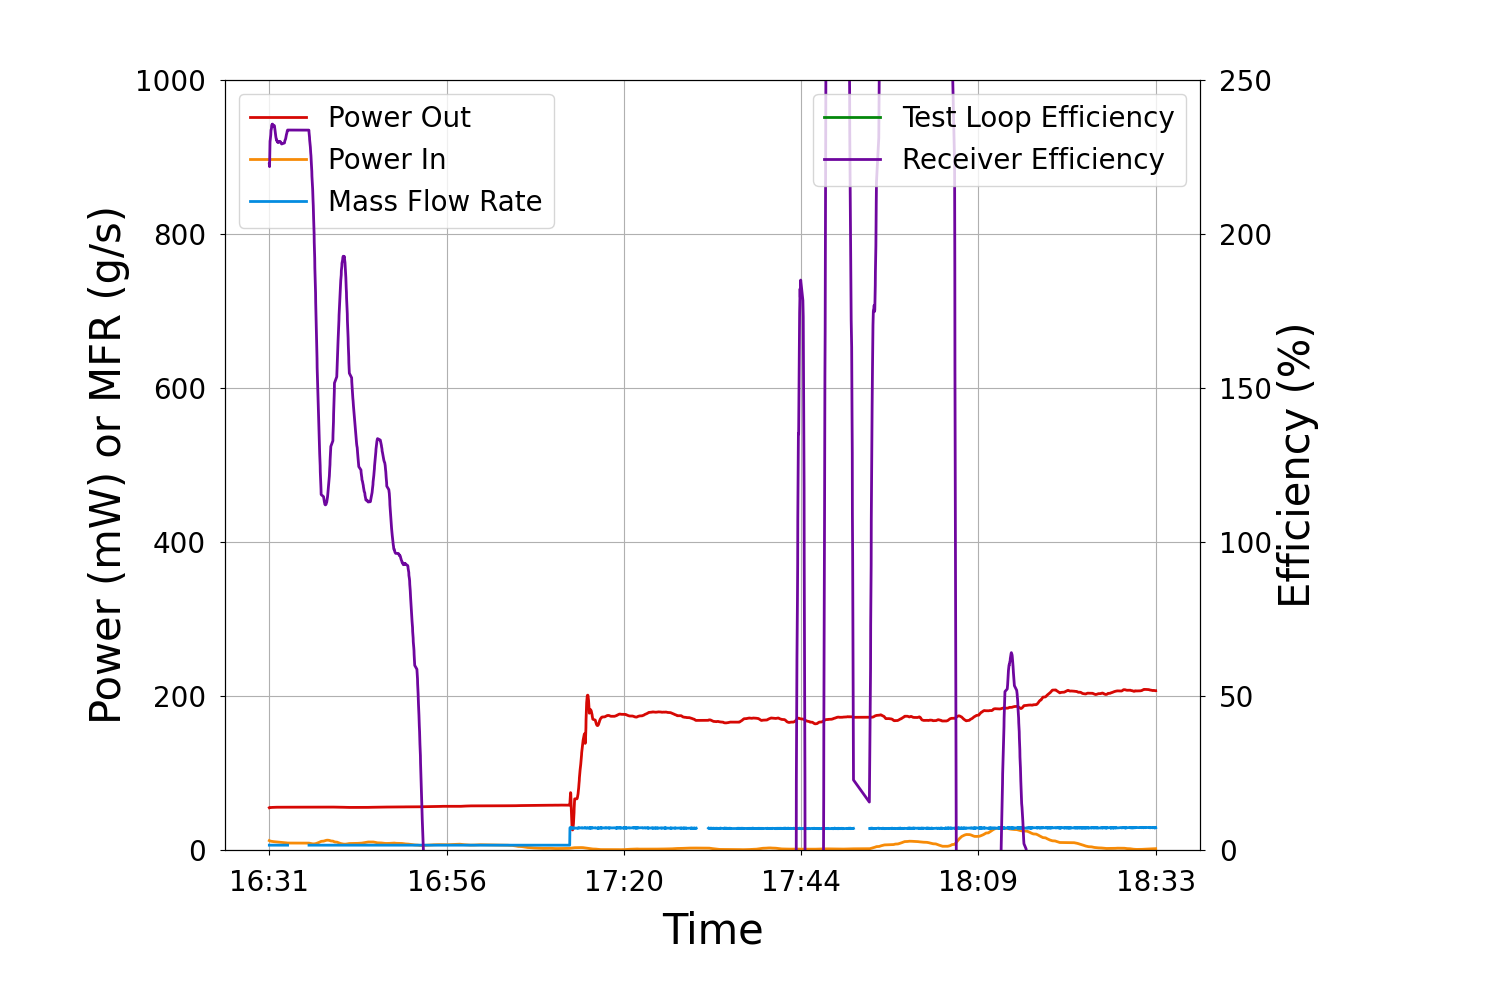 1000
800
600
400
200
0
Power (mW) or MFR (g/s)
Power Out
Power In
Mass Flow Rate
Test Loop Efficiency
Receiver Efficiency
250
200
150
100
50
0
Efficiency (%)
16:31 16:56 17:20 17:44 18:09 18:33
Time